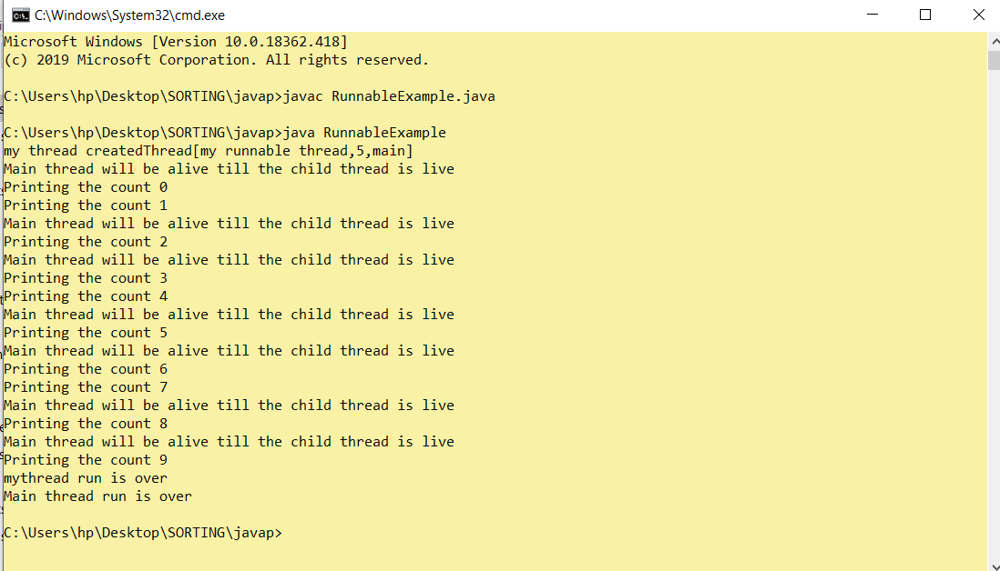 C:\Windows\System32\cmd.exe
Microsoft Windows [Version 10.0.18362.418]
(c) 2019 Microsoft Corporation. All rights reserved.
C:\Users\hp\Desktop\SORTING\javap>javac RunnableExample.java
C:\Users\hp\Desktop\SORTING\javap>java RunnableExample
my thread createdThread[my runnable thread,5,main]
Main thread will be alive till the child thread is live
Printing the count 0
Printing the count 1
Main thread will be alive till the child thread is live
Printing the count 2
Main thread will be alive till the child thread is live
Printing the count 3
Printing the count 4
Main thread will be alive till the child thread is live
Printing the count 5
Main thread will be alive till the child thread is live
Printing the count 6
Printing the count 7
Main thread will be alive till the child thread is live
Printing the count 8
Main thread will be alive till the child thread is live
Printing the count 9
mythread run is over
Main thread run is over
C:\Users\hp\Desktop\SORTING\javap>